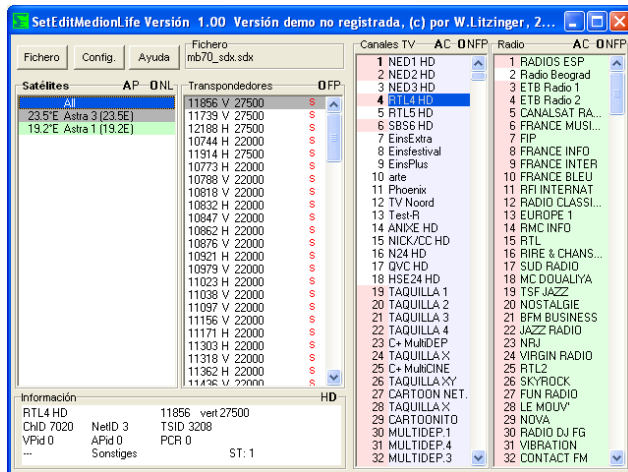 SetEditMedionLife Versión 1.00 Versión demo no registrada, (c) por W.Litzinger, 2...
Fichero
Config.
Ayuda
Fichero
mb70_sdx.sdx
Satélites AP ONL
All
23.5°E Astra 3 (23.5E)
19.2°E Astra 1 (19.2E)
Transpondedores OFP
11856 V 27500 S
11739 V 27500 S
12188 H 27500 S
10744 H 22000 S
11914 H 27500 S
10773 H 22000 S
10788 V 22000 S
10818 V 22000 S
10832 H 22000 S
10847 V 22000 S
10862 H 22000 S
10876 V 22000 S
10921 H 22000 S
10979 V 22000 S
11023 H 22000 S
11038 V 22000 S
11097 V 22000 S
11156 V 22000 S
11171 H 22000 S
11303 H 22000 S
11318 V 22000 S
11362 H 22000 S
11436 V 22000 S
Canales TV AC ONFP
1 NED1 HD
2 NED2 HD
3 NED3 HD
4 RTL4 HD
5 RTL5 HD
6 SBS6 HD
7 EinsExtra
8 Einsfestival
9 EinsPlus
10 arte
11 Phoenix
12 TV Noord
13 Test-R
14 ANIXE HD
15 NICK/CC HD
16 N24 HD
17 QVC HD
18 HSE24 HD
19 TAQUILLA 1
20 TAQUILLA 2
21 TAQUILLA 3
22 TAQUILLA 4
23 C+ MultiDEP
24 TAQUILLA X
25 C+ MultiCINE
26 TAQUILLA XY
27 CARTOON NET.
28 TAQUILLA X
29 CARTOONITO
30 MULTIDEP.1
31 MULTIDEP.4
32 MULTIDEP.3
Radio AC ONFP
1 RADIOS ESP
2 Radio Beograd
3 ETB Radio 1
4 ETB Radio 2
5 CANALSAT RA...
6 FRANCE MUSI...
7 FIP
8 FRANCE INFO
9 FRANCE INTER
10 FRANCE BLEU
11 RFI INTERNAT
12 RADIO CLASSI...
13 EUROPE 1
14 RMC INFO
15 RTL
16 RIRE & CHANS...
17 SUD RADIO
18 MC DOUALIYA
19 TSF JAZZ
20 NOSTALGIE
21 BFM BUSINESS
22 JAZZ RADIO
23 NRJ
24 VIRGIN RADIO
25 RTL2
26 SKYROCK
27 FUN RADIO
28 LE MOUV'
29 NOVA
30 RADIO DJ FG
31 VIBRATION
32 CONTACT FM
Información HD
RTL4 HD 11856 vert 27500
ChID 7020 NetID 3 TSID 3208
VPid 0 APid 0 PCR 0
--- Sonstiges ST: 1